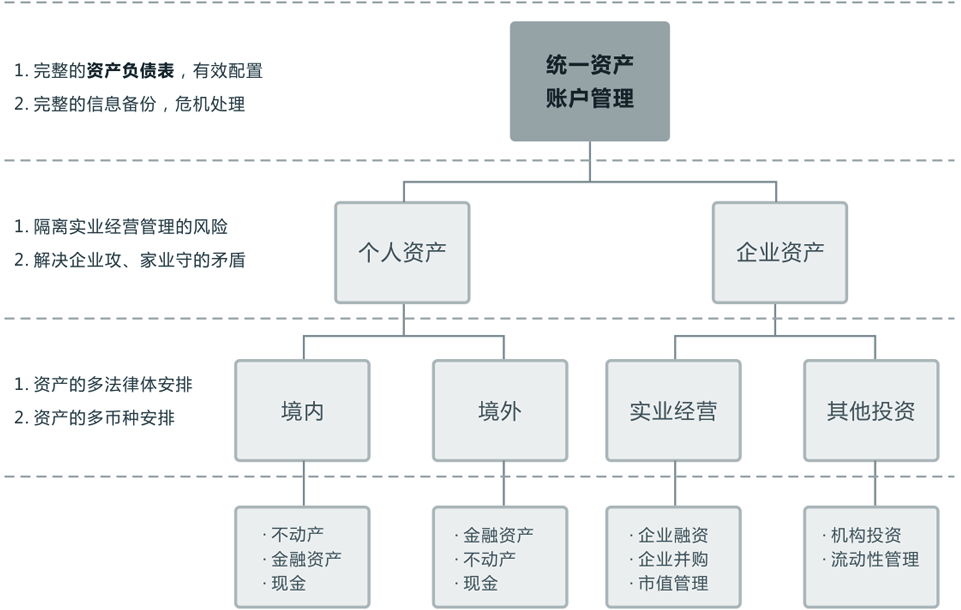 1. 完整的资产负债表，有效配置
2. 完整的信息备份，危机处理
统一资产
账户管理
1. 隔离实业经营管理的风险
2. 解决企业攻、家业守的矛盾
个人资产
企业资产
1. 资产的多法律体安排
2. 资产的多币种安排
境内
境外
实业经营
其他投资
· 不动产
· 金融资产
· 现金
· 金融资产
· 不动产
· 现金
· 企业融资
· 企业并购
· 市值管理
· 机构投资
· 流动性管理